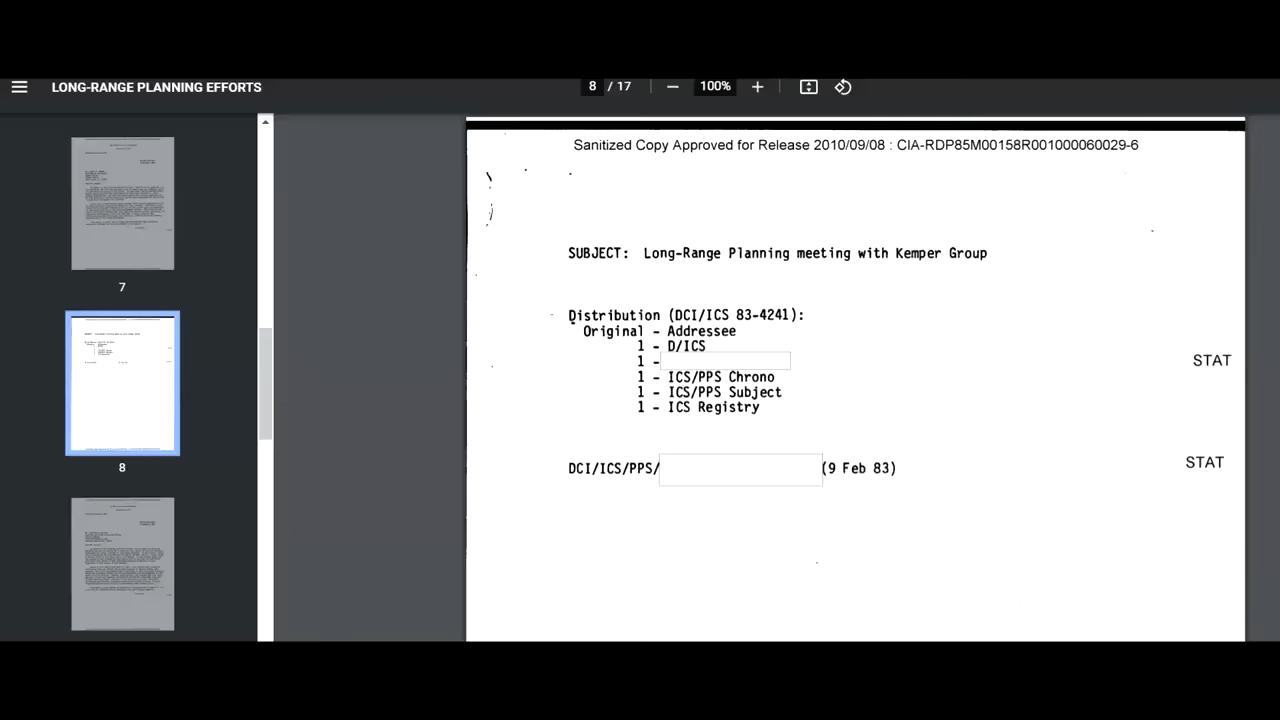 LONG-RANGE PLANNING EFFORTS
8 / 17
100%
7
8
Sanitized Copy Approved for Release 2010/09/08 : CIA-RDP85M00158R001000060029-6
SUBJECT: Long-Range Planning meeting with Kemper Group
Distribution (DCI/ICS 83-4241):
Original - Addressee
1 - D/ICS
1 -
STAT
1 - ICS/PPS Chrono
1 - ICS/PPS Subject
1 - ICS Registry
DCI/ICS/PPS/ (9 Feb 83)
STAT